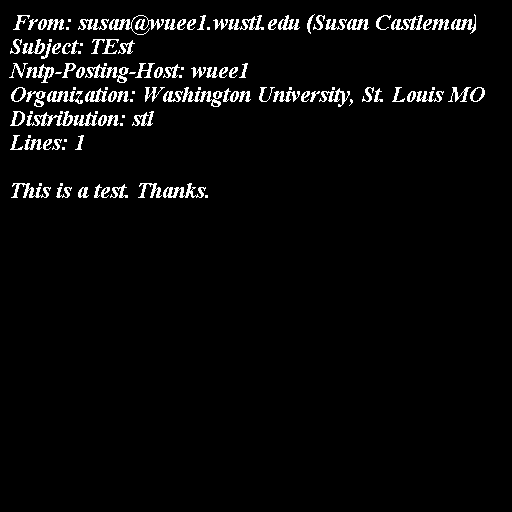 From: susan@wuee1.wustl.edu (Susan Castleman)
Subject: TEst
Nntp-Posting-Host: wuee1
Organization: Washington University, St. Louis MO
Distribution: stl
Lines: 1

This is a test. Thanks.